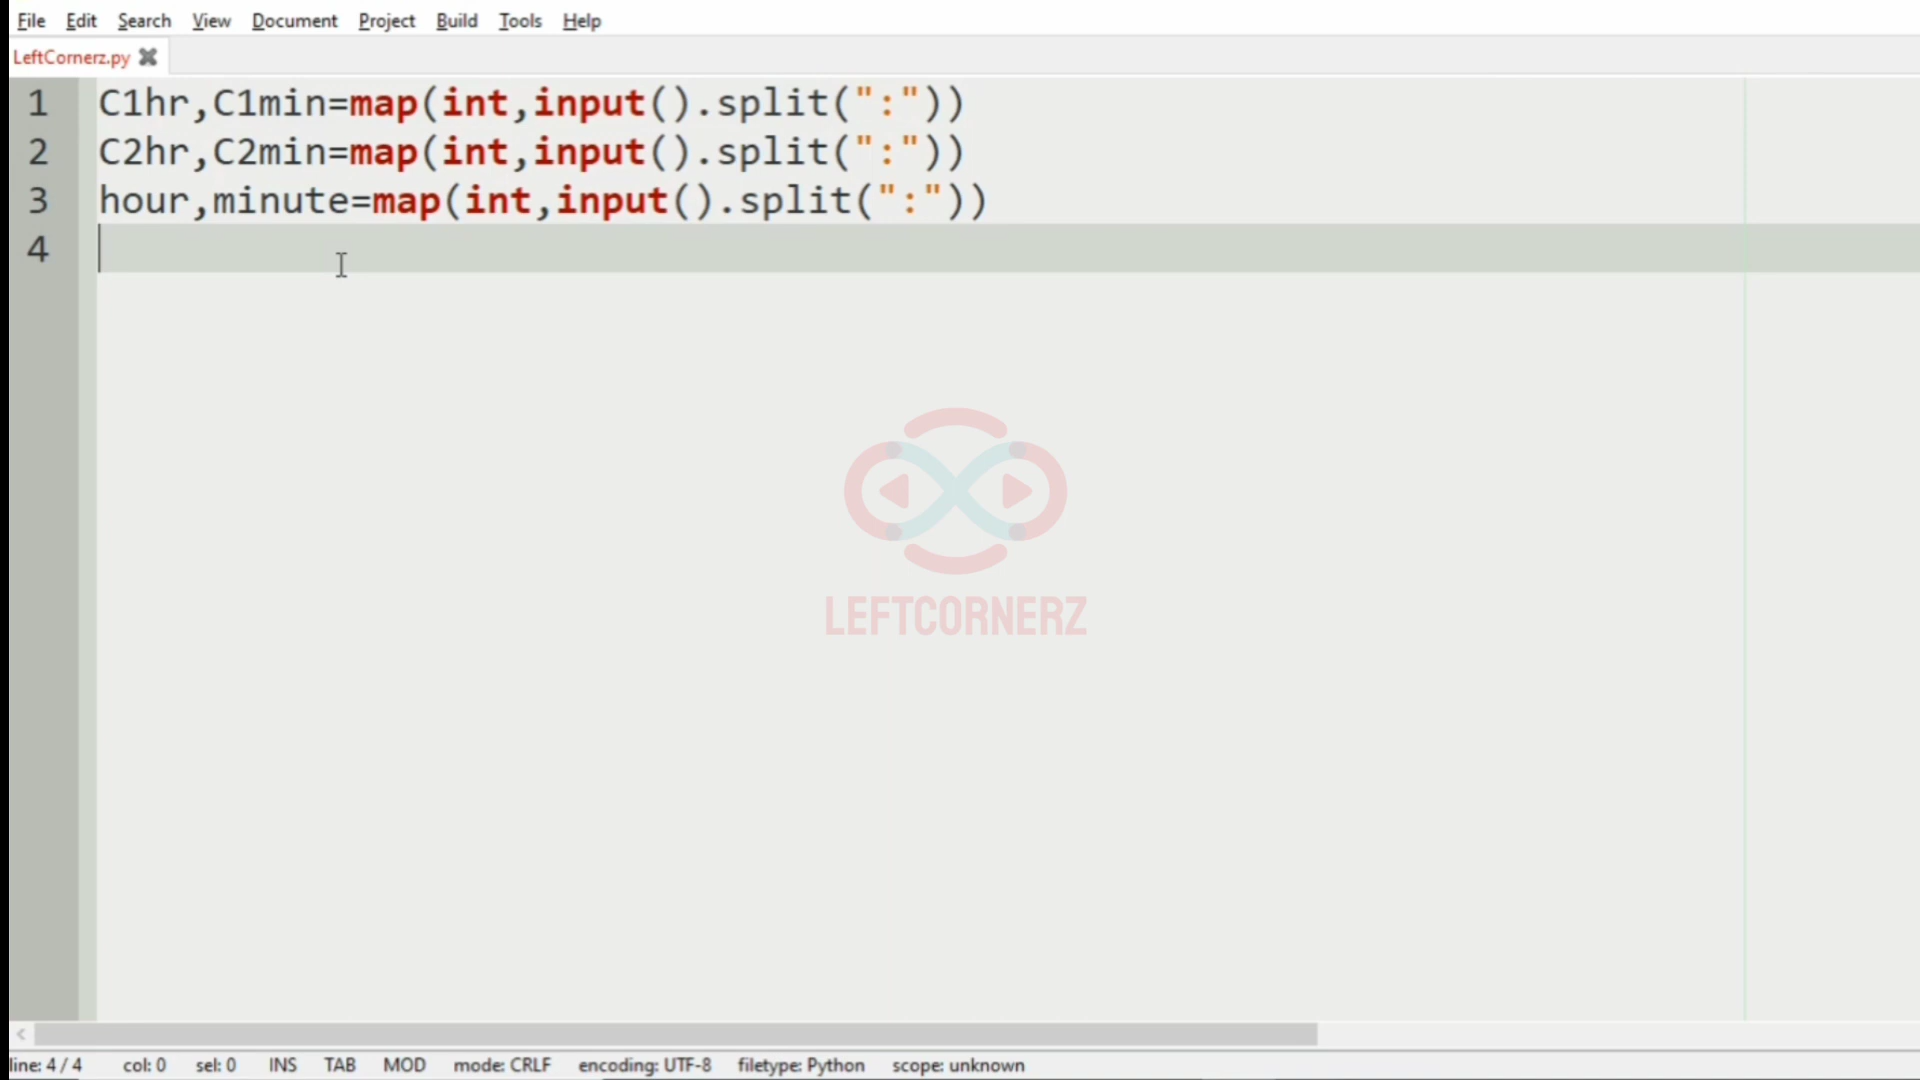 File Edit Search View Document Project Build Tools Help
LeftCornerz.py
1 C1hr,C1min=map(int,input().split(":"))
2 C2hr,C2min=map(int,input().split(":"))
3 hour,minute=map(int,input().split(":"))
4
LEFTCORNERZ
line: 4 / 4 col: 0 sel: 0 INS TAB MOD mode: CRLF encoding: UTF-8 filetype: Python scope: unknown